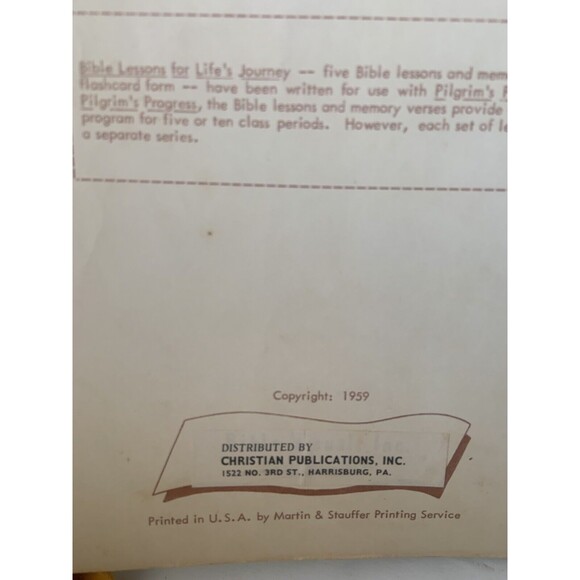 Bible Lessons for Life's Journey -- five Bible lessons and mem
flashcard form -- have been written for use with Pilgrim's P
Pilgrim's Progress, the Bible lessons and memory verses provide
program for five or ten class periods. However, each set of le
a separate series.
Copyright: 1959
DISTRIBUTED BY
CHRISTIAN PUBLICATIONS, INC.
1522 NO. 3RD ST., HARRISBURG, PA.
Printed in U.S.A. by Martin & Stauffer Printing Service